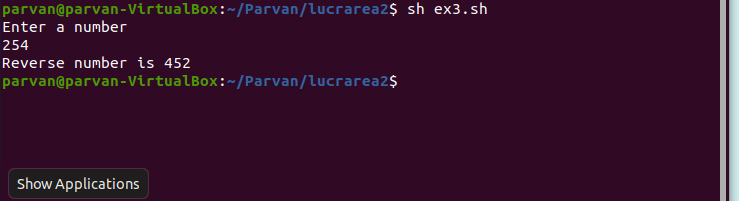 parvan@parvan-VirtualBox:~/Parvan/lucrarea2$ sh ex3.sh
Enter a number
254
Reverse number is 452
parvan@parvan-VirtualBox:~/Parvan/lucrarea2$
Show Applications